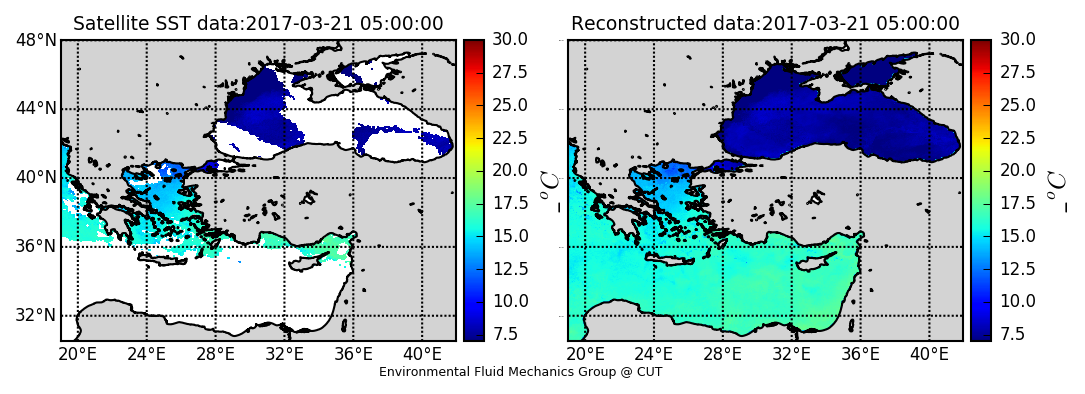 Satellite SST data:2017-03-21 05:00:00
48°N
44°N
40°N
36°N
32°N
20°E 24°E 28°E 32°E 36°E 40°E
30.0
27.5
25.0
22.5
20.0
17.5
15.0
12.5
10.0
7.5
_°C
Reconstructed data:2017-03-21 05:00:00
20°E 24°E 28°E 32°E 36°E 40°E
30.0
27.5
25.0
22.5
20.0
17.5
15.0
12.5
10.0
7.5
_°C
Environmental Fluid Mechanics Group @ CUT